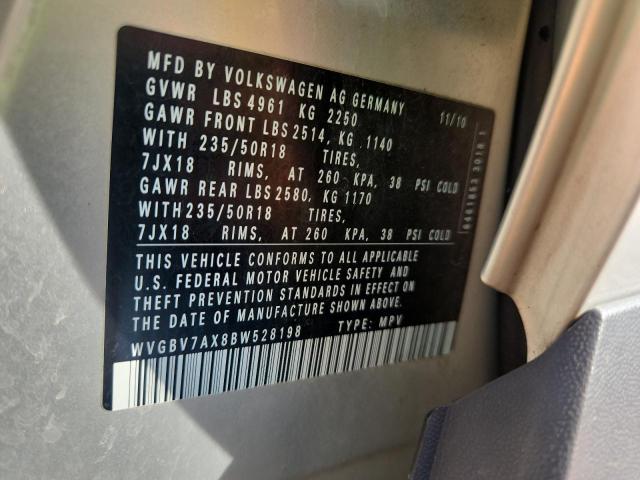 MFD BY VOLKSWAGEN AG GERMANY 11/10
GVWR LBS 4961 KG 2250
GAWR FRONT LBS 2514, KG 1140
WITH 235/50R18 TIRES,
7JX18 RIMS, AT 260 KPA, 38 PSI COLD
GAWR REAR LBS 2580, KG 1170
WITH 235/50R18 TIRES,
7JX18 RIMS, AT 260 KPA, 38 PSI COLD
THIS VEHICLE CONFORMS TO ALL APPLICABLE
U.S. FEDERAL MOTOR VEHICLE SAFETY AND
THEFT PREVENTION STANDARDS IN EFFECT ON
THE DATE OF MANUFACTURE SHOWN ABOVE.
WVGBV7AX8BW528198 TYPE: MPV